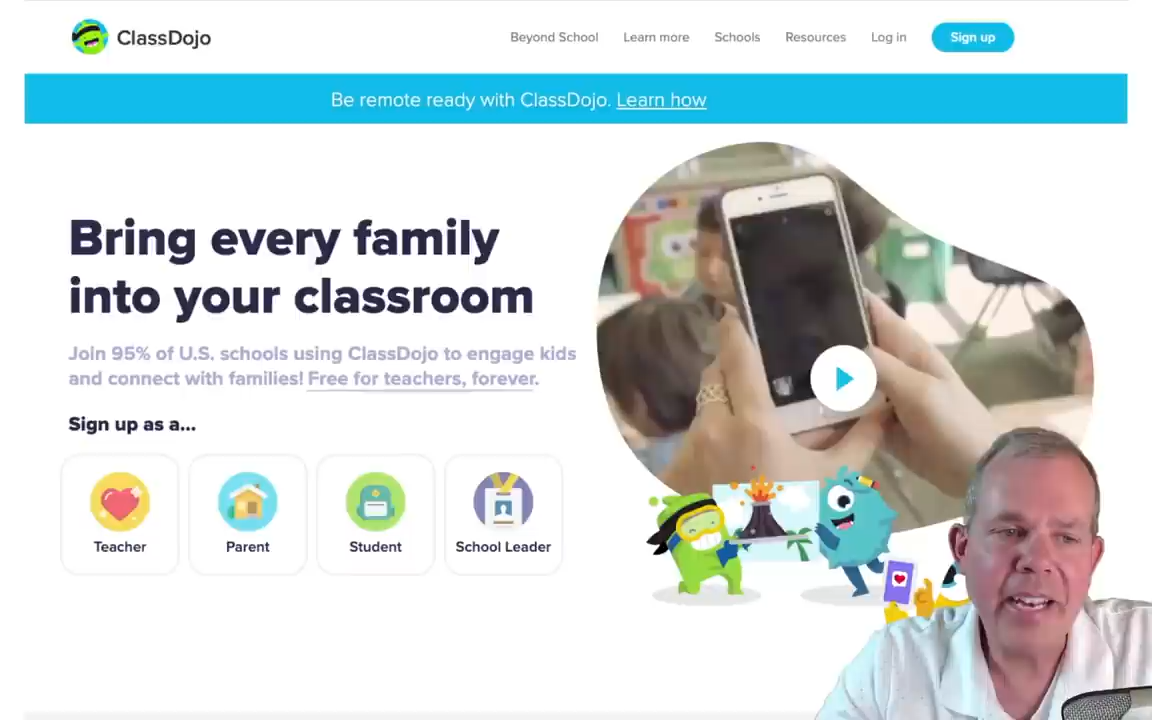 ClassDojo
Beyond School
Learn more
Schools
Resources
Log in
Sign up
Be remote ready with ClassDojo. Learn how
Bring every family
into your classroom
Join 95% of U.S. schools using ClassDojo to engage kids
and connect with families! Free for teachers, forever.
Sign up as a...
Teacher
Parent
Student
School Leader